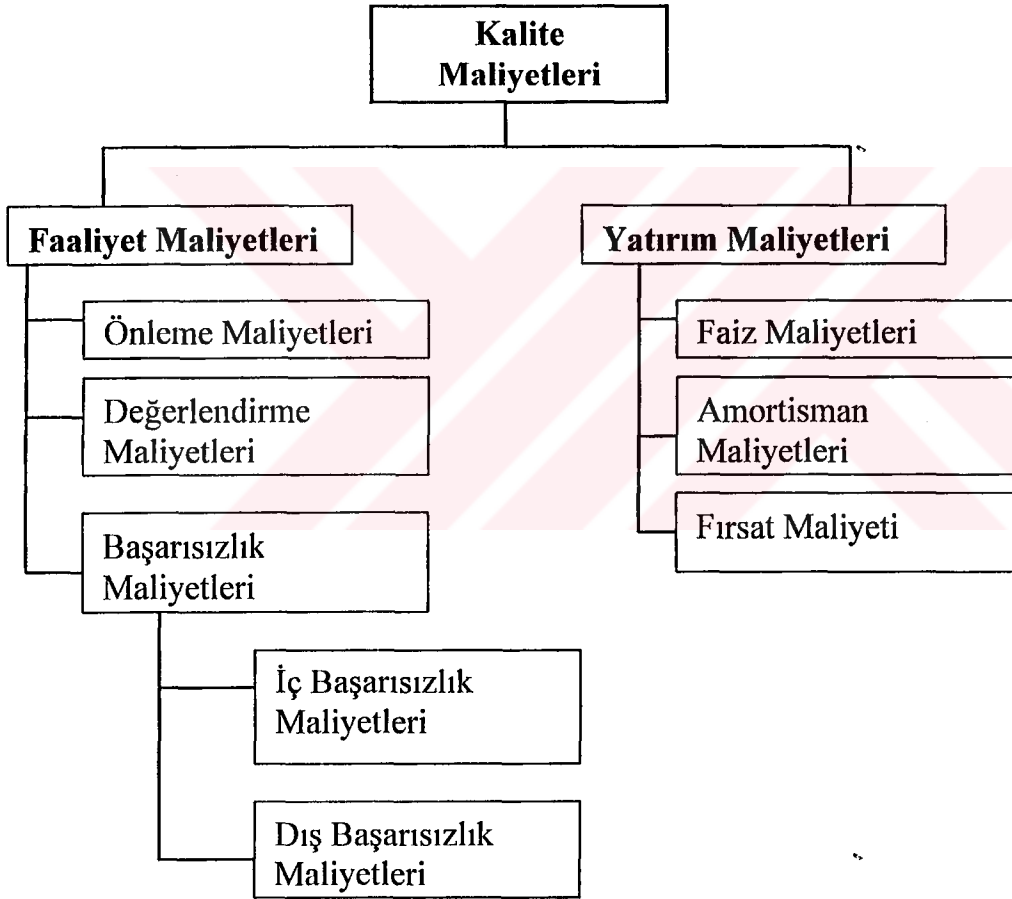 Kalite
Maliyetleri
Faaliyet Maliyetleri
Önleme Maliyetleri
Değerlendirme
Maliyetleri
Başarısızlık
Maliyetleri
İç Başarısızlık
Maliyetleri
Dış Başarısızlık
Maliyetleri
Yatırım Maliyetleri
Faiz Maliyetleri
Amortisman
Maliyetleri
Fırsat Maliyeti